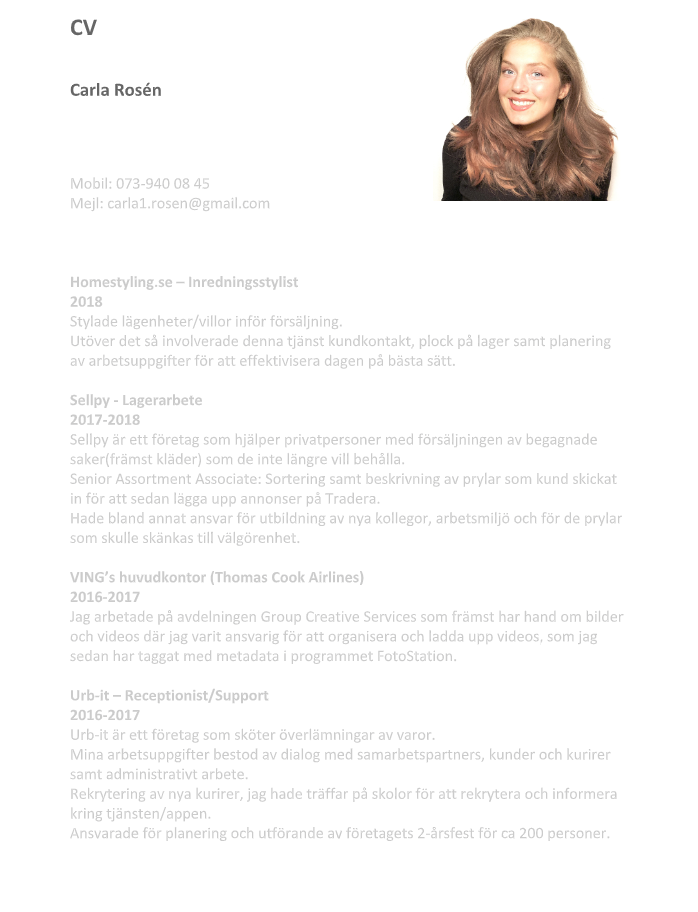 CV
Carla Rosén
Mobil: 073-940 08 45
Mejl: carla1.rosen@gmail.com
Homestyling.se – Inredningsstylist
2018
Stylade lägenheter/villor inför försäljning.
Utöver det så involverade denna tjänst kundkontakt, plock på lager samt planering
av arbetsuppgifter för att effektivisera dagen på bästa sätt.
Sellpy - Lagerarbete
2017-2018
Sellpy är ett företag som hjälper privatpersoner med försäljningen av begagnade
saker(främst kläder) som de inte längre vill behålla.
Senior Assortment Associate: Sortering samt beskrivning av prylar som kund skickat
in för att sedan lägga upp annonser på Tradera.
Hade bland annat ansvar för utbildning av nya kollegor, arbetsmiljö och för de prylar
som skulle skänkas till välgörenhet.
VING’s huvudkontor (Thomas Cook Airlines)
2016-2017
Jag arbetade på avdelningen Group Creative Services som främst har hand om bilder
och videos där jag varit ansvarig för att organisera och ladda upp videos, som jag
sedan har taggat med metadata i programmet FotoStation.
Urb-it – Receptionist/Support
2016-2017
Urb-it är ett företag som sköter överlämningar av varor.
Mina arbetsuppgifter bestod av dialog med samarbetspartners, kunder och kurirer
samt administrativt arbete.
Rekrytering av nya kurirer, jag hade träffar på skolor för att rekrytera och informera
kring tjänsten/appen.
Ansvarade för planering och utförande av företagets 2-årsfest för ca 200 personer.